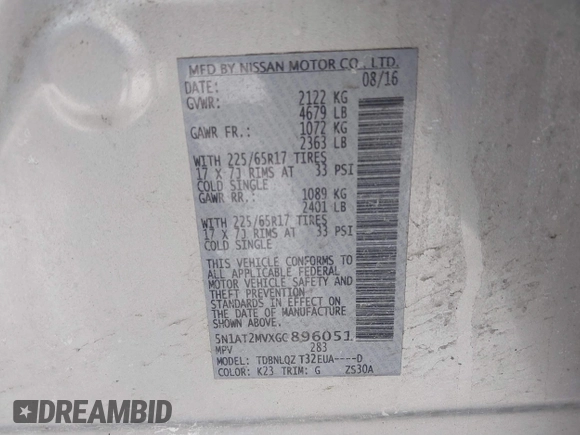 MFD BY NISSAN MOTOR CO., LTD.
DATE: 08/16
GVWR: 2122 KG
4679 LB
GAWR FR.: 1072 KG
2363 LB
WITH 225/65R17 TIRES
17 X 7J RIMS AT 33 PSI
COLD SINGLE
GAWR RR.: 1089 KG
2401 LB
WITH 225/65R17 TIRES
17 X 7J RIMS AT 33 PSI
COLD SINGLE
THIS VEHICLE CONFORMS TO
ALL APPLICABLE FEDERAL
MOTOR VEHICLE SAFETY AND
THEFT PREVENTION
STANDARDS IN EFFECT ON THE
DATE OF MANUFACTURE
SHOWN ABOVE.
5N1AT2MVXGC896051
MPV 283
MODEL: TDBNLQZ T32EUA----D
COLOR: K23 TRIM: G ZS30A
DREAMBID